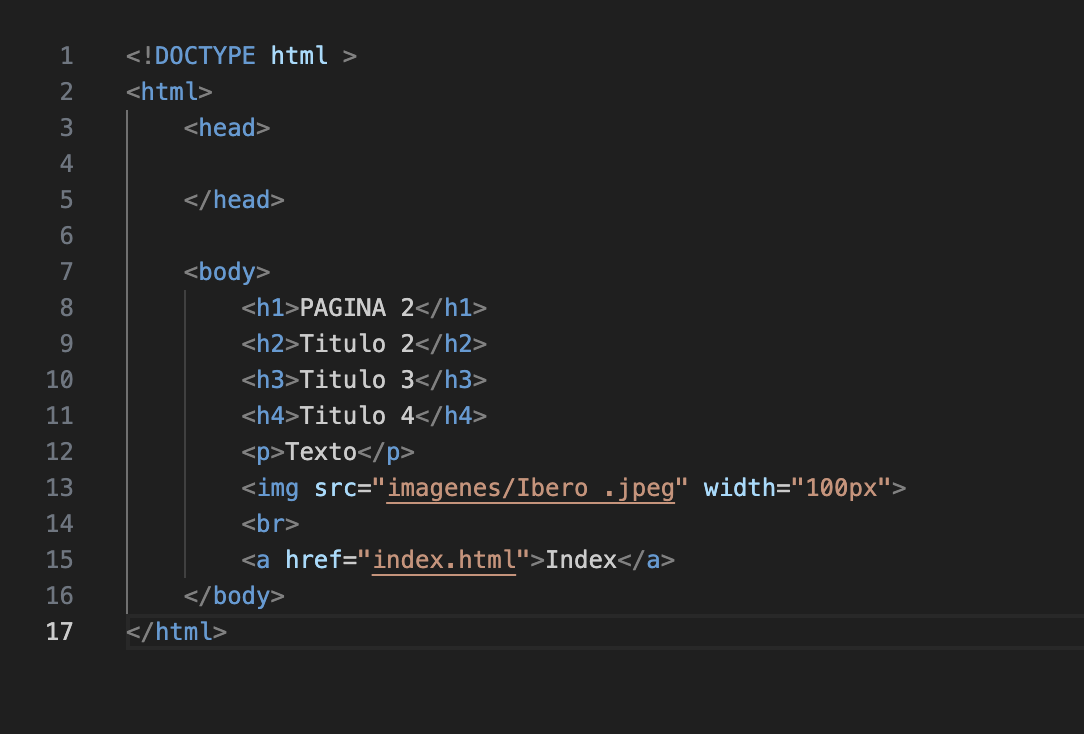 1 <!DOCTYPE html >
2 <html>
3     <head>
4
5     </head>
6
7     <body>
8         <h1>PAGINA 2</h1>
9         <h2>Titulo 2</h2>
10         <h3>Titulo 3</h3>
11         <h4>Titulo 4</h4>
12         <p>Texto</p>
13         <img src="imagenes/Ibero .jpeg" width="100px">
14         <br>
15         <a href="index.html">Index</a>
16     </body>
17 </html>